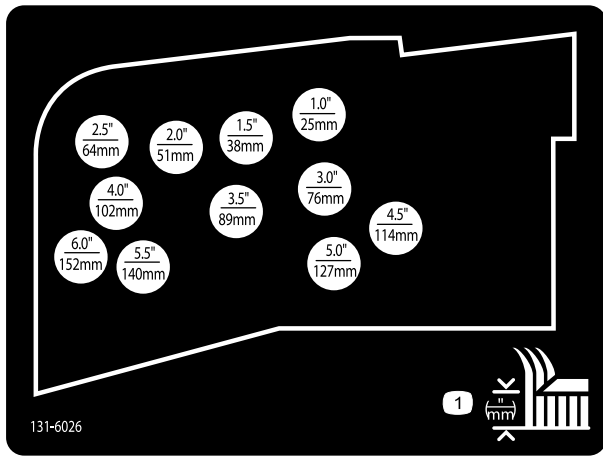 1.0"
25mm
1.5"
38mm
2.5"
64mm
2.0"
51mm
3.0"
76mm
4.0"
102mm
3.5"
89mm
4.5"
114mm
6.0"
152mm
5.5"
140mm
5.0"
127mm
1
(")
mm
131-6026